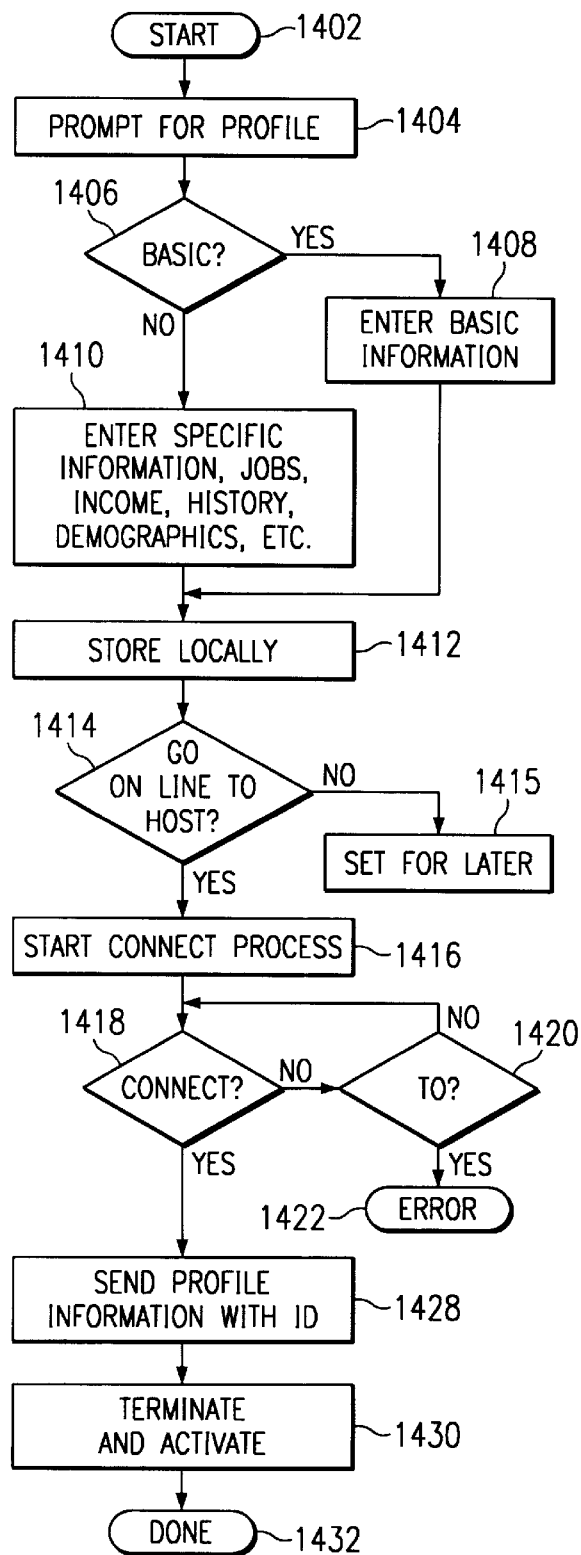 START
1402
PROMPT FOR PROFILE
1404
1406
BASIC?
YES
1408
NO
ENTER BASIC
INFORMATION
1410
ENTER SPECIFIC
INFORMATION, JOBS,
INCOME, HISTORY,
DEMOGRAPHICS, ETC.
STORE LOCALLY
1412
1414
GO
ON LINE TO
HOST?
NO
1415
SET FOR LATER
YES
START CONNECT PROCESS
1416
1418
NO
1420
CONNECT?
NO
TO?
YES
YES
1422
ERROR
SEND PROFILE
INFORMATION WITH ID
1428
TERMINATE
AND ACTIVATE
1430
DONE
1432